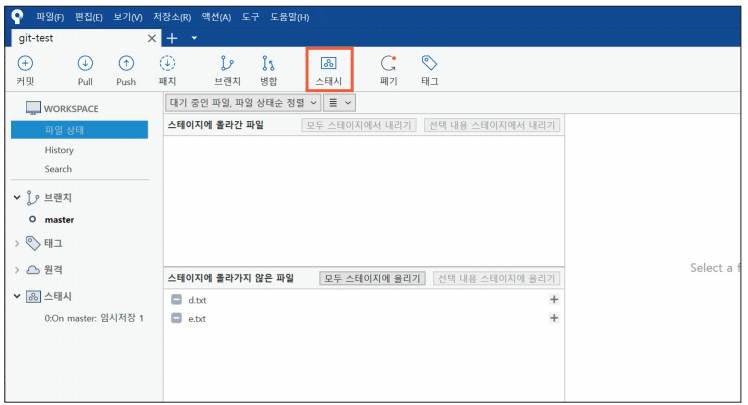 파일(F) 편집(E) 보기(V) 저장소(R) 액션(A) 도구 도움말(H)
git-test
커밋 Pull Push 패치 브랜치 병합 스태시 폐기 태그
WORKSPACE
파일 상태
History
Search
브랜치
master
태그
원격
스태시
0:On master: 임시저장 1
대기 중인 파일, 파일 상태순 정렬
스테이지에 올라간 파일 모두 스테이지에서 내리기 선택 내용 스테이지에서 내리기
스테이지에 올라가지 않은 파일 모두 스테이지에 올리기 선택 내용 스테이지에 올리기
d.txt
e.txt
Select a f